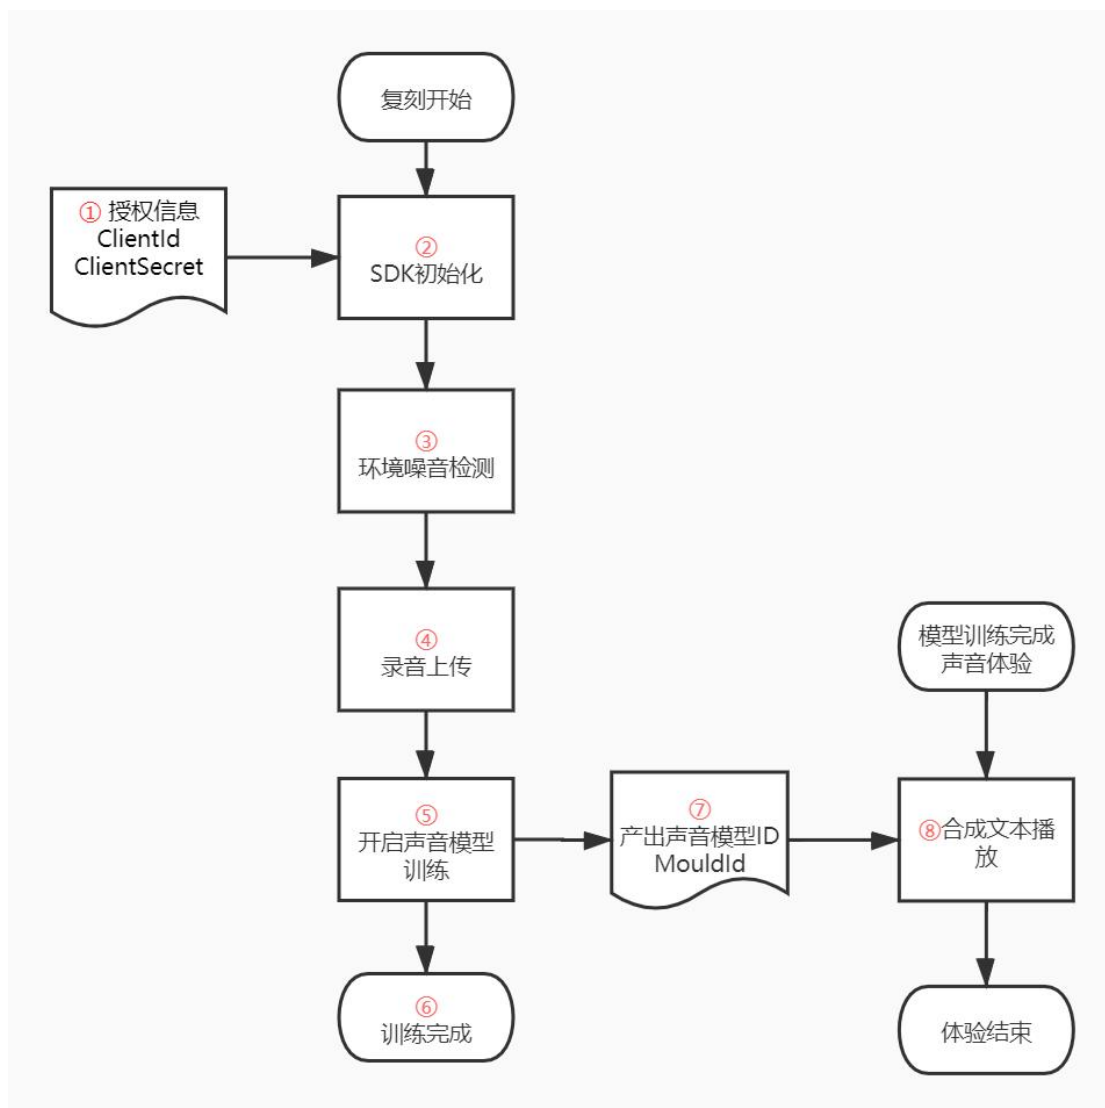 复刻开始
① 授权信息
ClientId
ClientSecret
②
SDK初始化
③
环境噪音检测
④
录音上传
⑤
开启声音模型
训练
⑥
训练完成
⑦
产出声音模型ID
MouldId
模型训练完成
声音体验
⑧合成文本播
放
体验结束